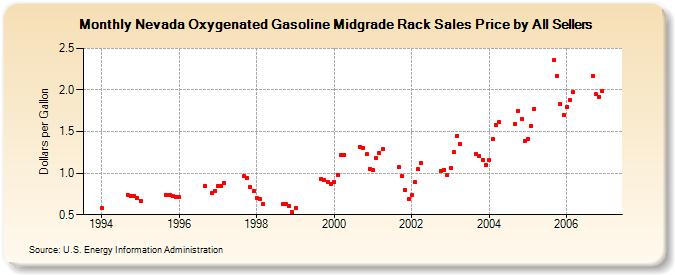 Monthly Nevada Oxygenated Gasoline Midgrade Rack Sales Price by All Sellers
Dollars per Gallon
2.5
2.0
1.5
1.0
0.5
1994 1996 1998 2000 2002 2004 2006
Source: U.S. Energy Information Administration